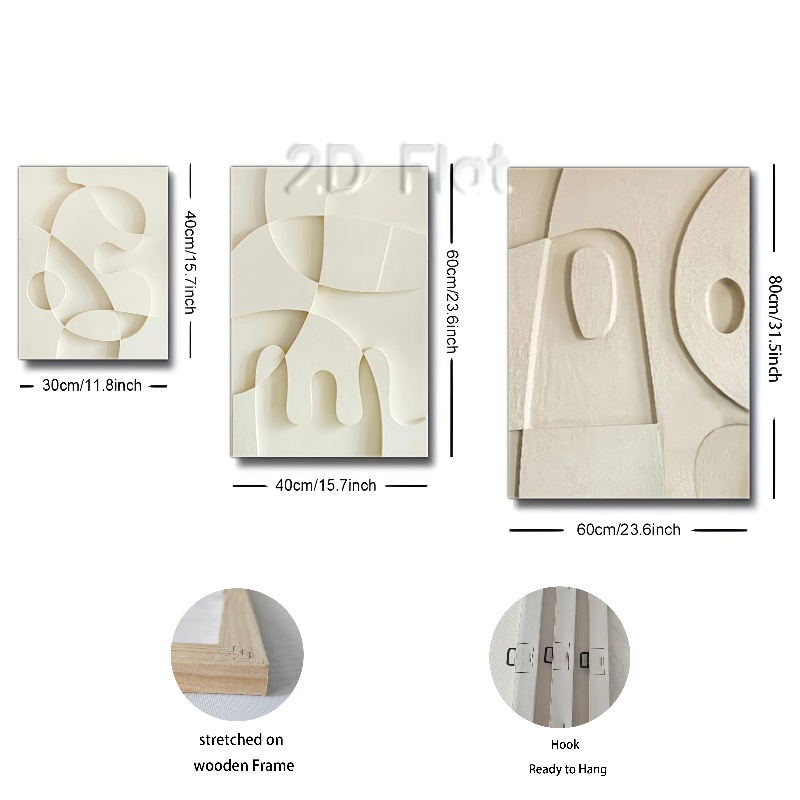 2D Flat
40cm/15.7inch
30cm/11.8inch
60cm/23.6inch
40cm/15.7inch
80cm/31.5inch
60cm/23.6inch
stretched on
wooden Frame
Hook
Ready to Hang